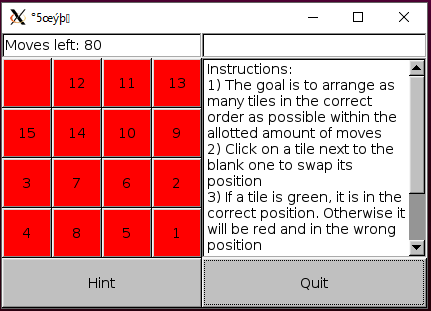 °5œýþ
Moves left: 80
12 11 13
15 14 10 9
3 7 6 2
4 8 5 1
Instructions:
1) The goal is to arrange as
many tiles in the correct
order as possible within the
allotted amount of moves
2) Click on a tile next to the
blank one to swap its
position
3) If a tile is green, it is in the
correct position. Otherwise it
will be red and in the wrong
position
Hint
Quit